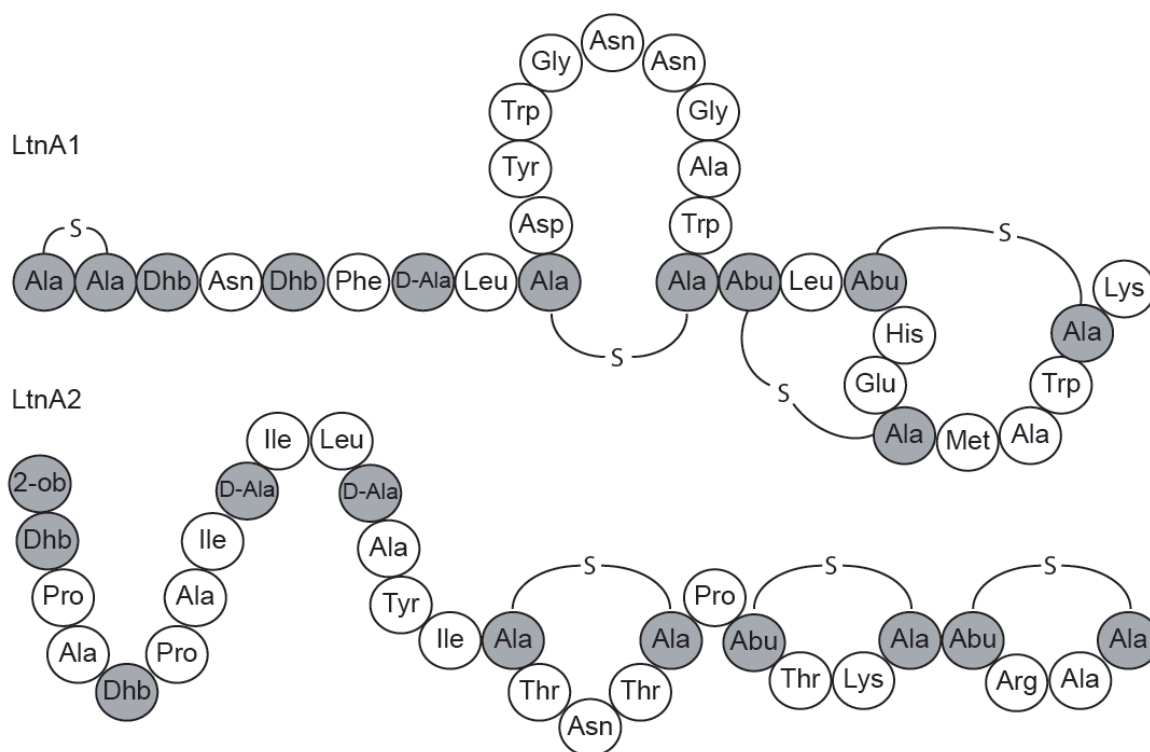 LtnA1
Ala Ala Dhb Asn Dhb Phe D-Ala Leu Ala
Asp
Tyr
Trp
Gly
Asn
Asn
Gly
Ala
Trp
Ala Abu Leu Abu
His
Glu
Ala Met Ala
Trp
Ala
Lys
S
S
S
S
LtnA2
2-ob
Dhb
Pro
Ala
Dhb
Pro
Ala
Ile
D-Ala
Ile Leu
D-Ala
Ala
Tyr
Ile Ala
Thr
Asn
Thr
Ala
Pro
Abu
Thr Lys
Ala Abu
Arg Ala
Ala
S
S
S